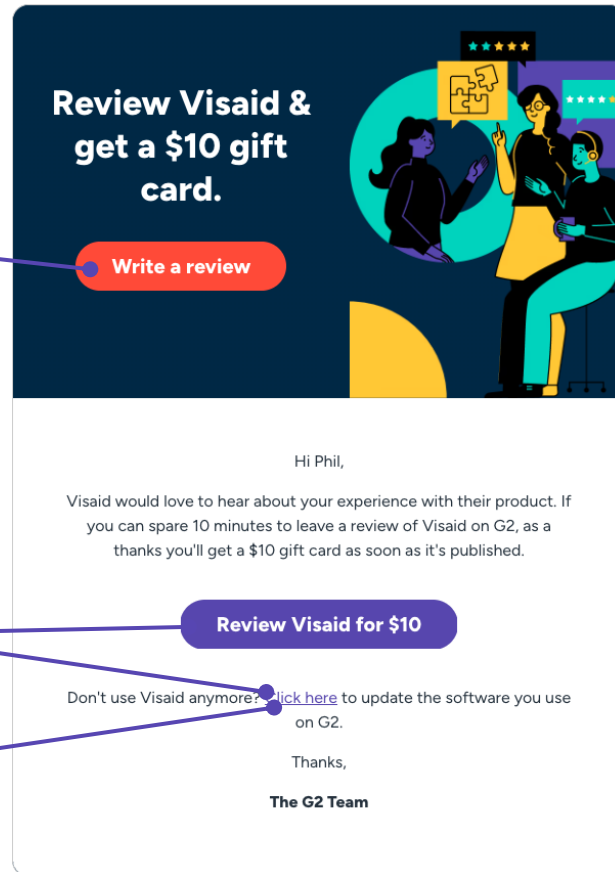 Review Visaid &
get a $10 gift
card.
Write a review
Hi Phil,
Visaid would love to hear about your experience with their product. If
you can spare 10 minutes to leave a review of Visaid on G2, as a
thanks you'll get a $10 gift card as soon as it's published.
Review Visaid for $10
Don't use Visaid anymore? Click here to update the software you use
on G2.
Thanks,
The G2 Team